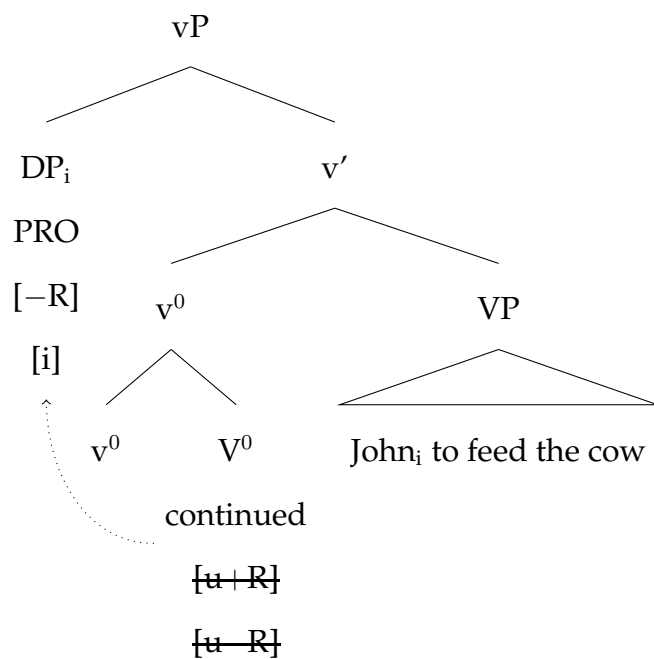 vP
DPᵢ v′
PRO
[−R] v⁰ VP
[i]
v⁰ V⁰ Johnᵢ to feed the cow
continued
[u+R]
[u−R]